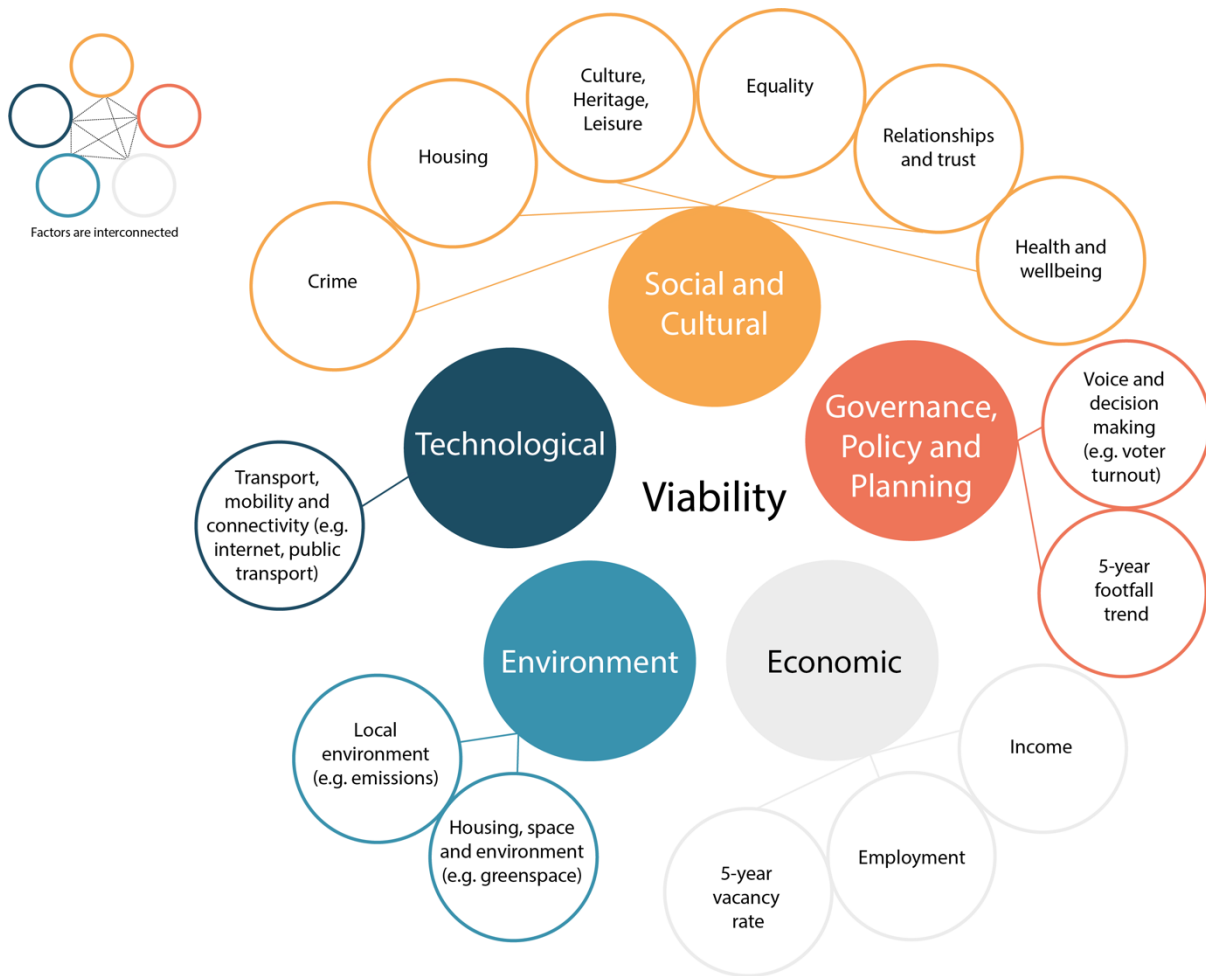 Factors are interconnected
Crime
Housing
Culture,
Heritage,
Leisure
Equality
Relationships
and trust
Health and
wellbeing
Social and
Cultural
Technological
Transport,
mobility and
connectivity (e.g.
internet, public
transport)
Viability
Governance,
Policy and
Planning
Voice and
decision
making
(e.g. voter
turnout)
5-year
footfall
trend
Environment
Local
environment
(e.g. emissions)
Housing, space
and environment
(e.g. greenspace)
Economic
Income
Employment
5-year
vacancy
rate